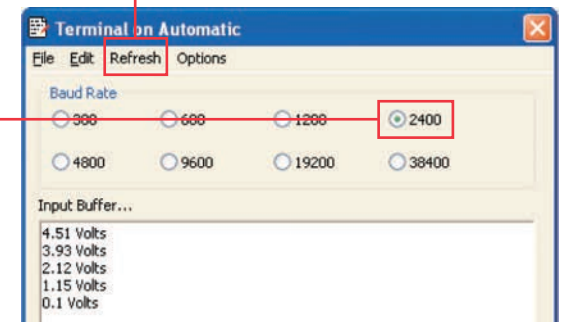 Terminal on Automatic
File Edit Refresh Options
Baud Rate
300 600 1200 2400
4800 9600 19200 38400
Input Buffer...
4.51 Volts
3.93 Volts
2.12 Volts
1.15 Volts
0.1 Volts